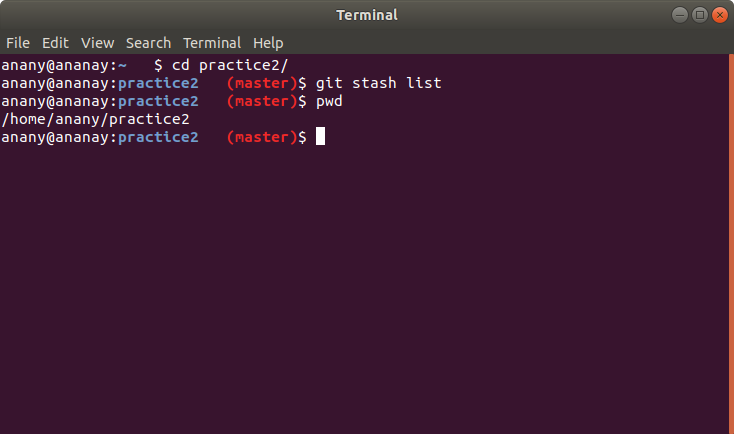 Terminal
File Edit View Search Terminal Help
anany@ananay:~   $ cd practice2/
anany@ananay:practice2   (master)$ git stash list
anany@ananay:practice2   (master)$ pwd
/home/anany/practice2
anany@ananay:practice2   (master)$